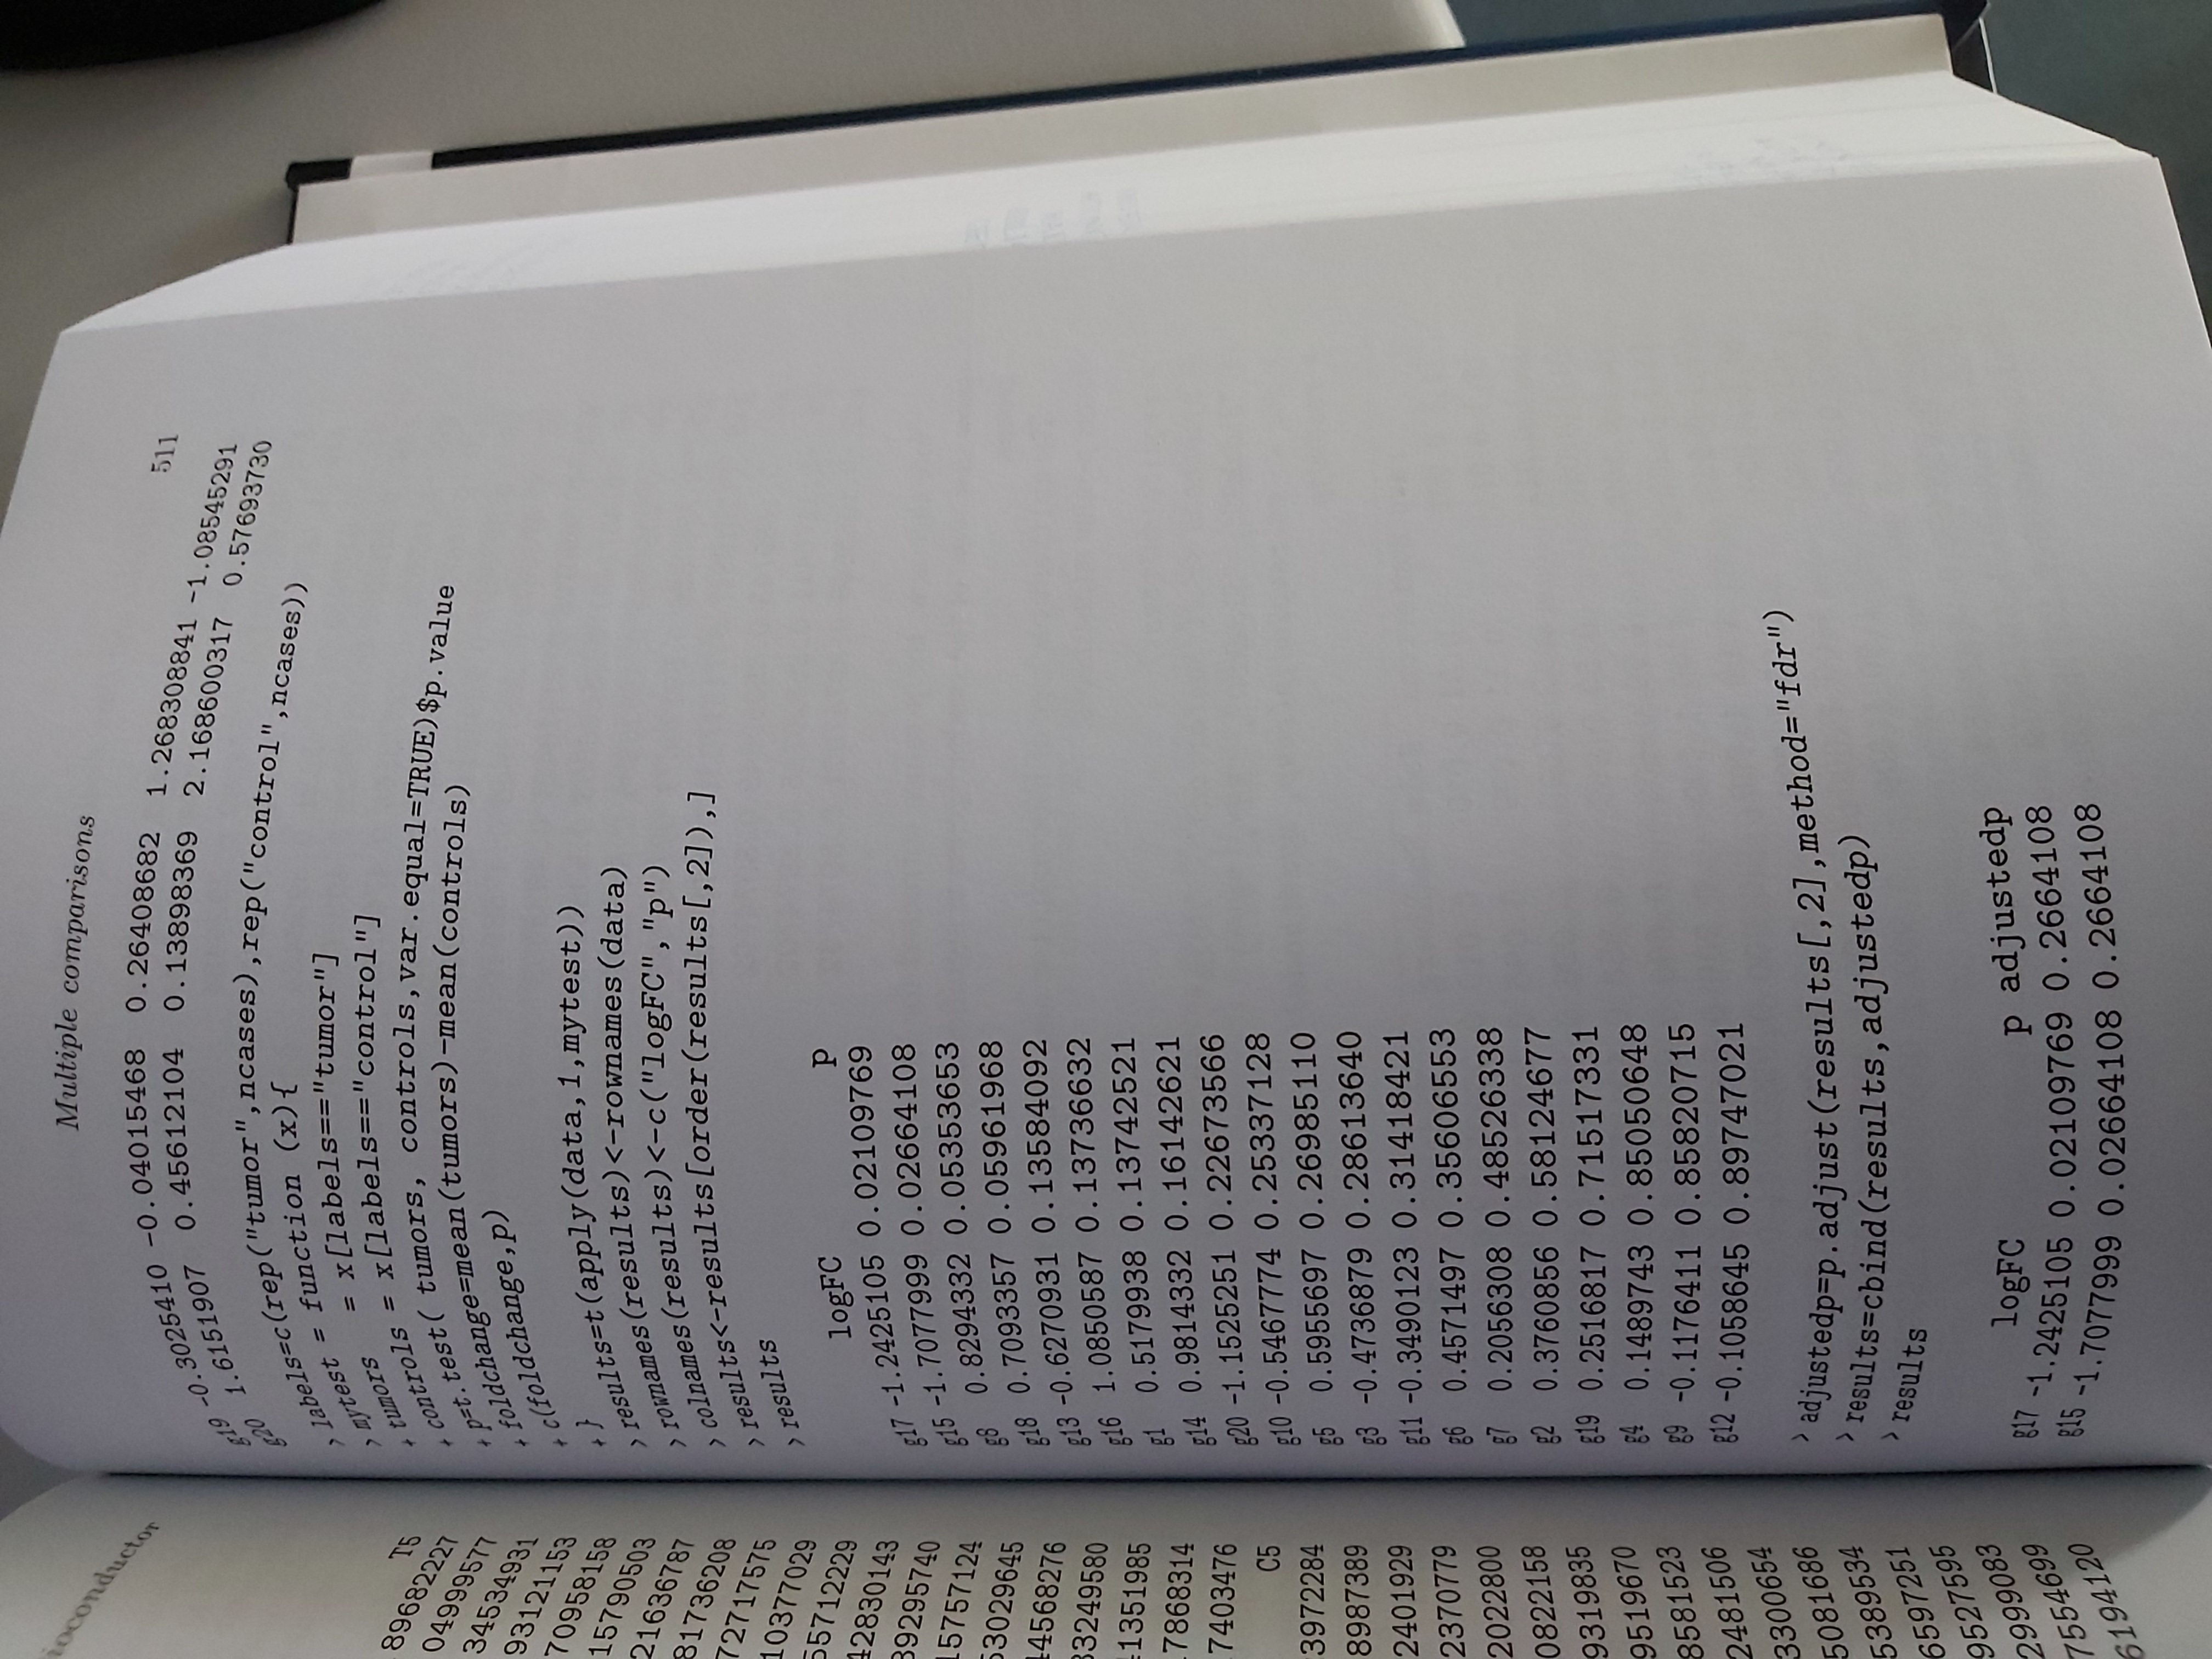 ioconductor
T5
89682227
04999577
34534931
93121153
70958158
15790503
21636787
81736208
72717575
10377029
55712229
42830143
39295740
15757124
53029645
44568276
33249580
41351985
7868314
7403476
C5
3972284
8987389
2401929
2370779
2022800
0822158
9319835
9519670
8581523
2481506
3300654
5081686
5389534
6597251
9527595
2999083
7554699
6194120
Multiple comparisons 511
g19 -0.3025410 -0.04015468 0.26408682 1.268308841 -1.08545291
g20 1.6151907 0.45612104 0.13898369 2.168600317 0.57693730
> labels=c(rep("tumor",ncases),rep("control",ncases))
> mytest = function (x){
+ tumors = x[labels=="tumor"]
+ controls = x[labels=="control"]
+ p=t.test( tumors, controls,var.equal=TRUE)$p.value
+ foldchange=mean(tumors)-mean(controls)
+ c(foldchange,p)
+ }
> results=t(apply(data,1,mytest))
> rownames(results)<-rownames(data)
> colnames(results)<-c("logFC","p")
> results<-results[order(results[,2]),]
> results
logFC p
g17 -1.2425105 0.02109769
g15 -1.7077999 0.02664108
g8 0.8294332 0.05353653
g18 0.7093357 0.05961968
g13 -0.6270931 0.13584092
g16 1.0850587 0.13736632
g1 0.5179938 0.13742521
g14 0.9814332 0.16142621
g20 -1.1525251 0.22673566
g10 -0.5467774 0.25337128
g5 0.5955697 0.26985110
g3 -0.4736879 0.28613640
g11 -0.3490123 0.31418421
g6 0.4571497 0.35606553
g7 0.2056308 0.48526338
g2 0.3760856 0.58124677
g19 0.2516817 0.71517331
g4 0.1489743 0.85050648
g9 -0.1176411 0.85820715
g12 -0.1058645 0.89747021
> adjustedp=p.adjust(results[,2],method="fdr")
> results=cbind(results,adjustedp)
> results
logFC p adjustedp
g17 -1.2425105 0.02109769 0.2664108
g15 -1.7077999 0.02664108 0.2664108